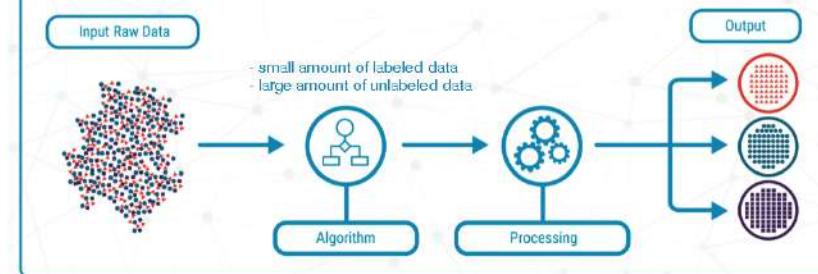 Input Raw Data
Output
- small amount of labeled data
- large amount of unlabeled data
Algorithm
Processing